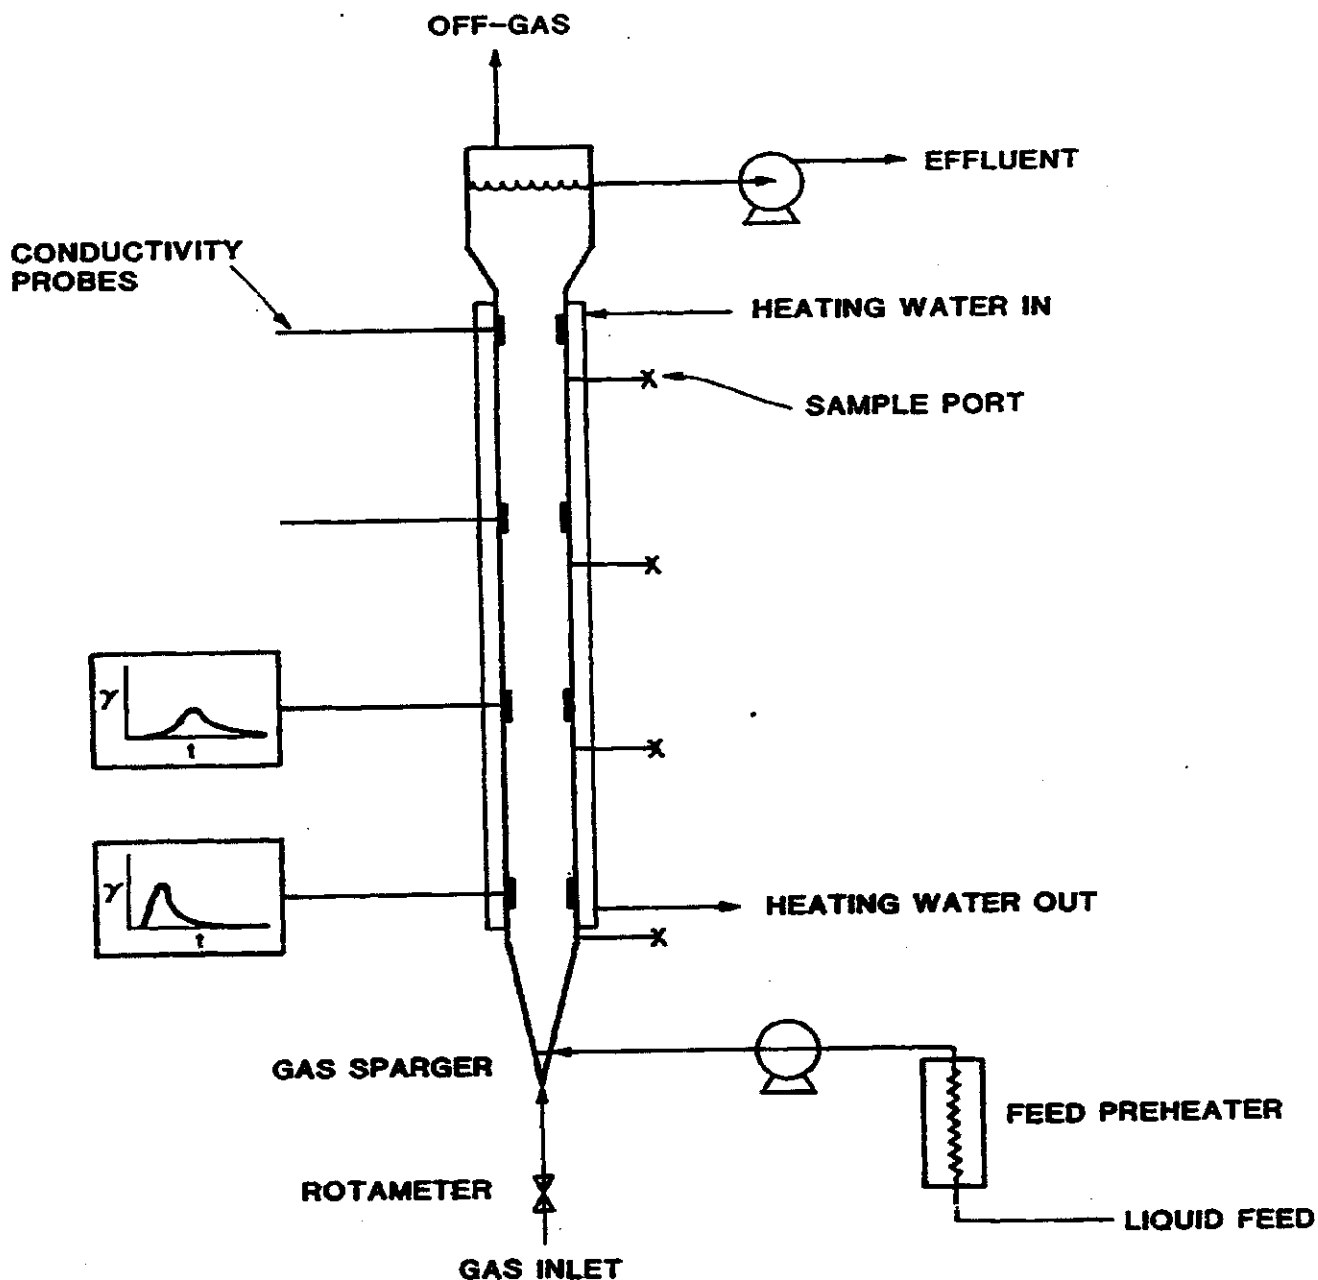 OFF-GAS
EFFLUENT
CONDUCTIVITY
PROBES
HEATING WATER IN
X
SAMPLE PORT
X
γ
t
X
γ
t
HEATING WATER OUT
X
GAS SPARGER
FEED PREHEATER
ROTAMETER
LIQUID FEED
GAS INLET